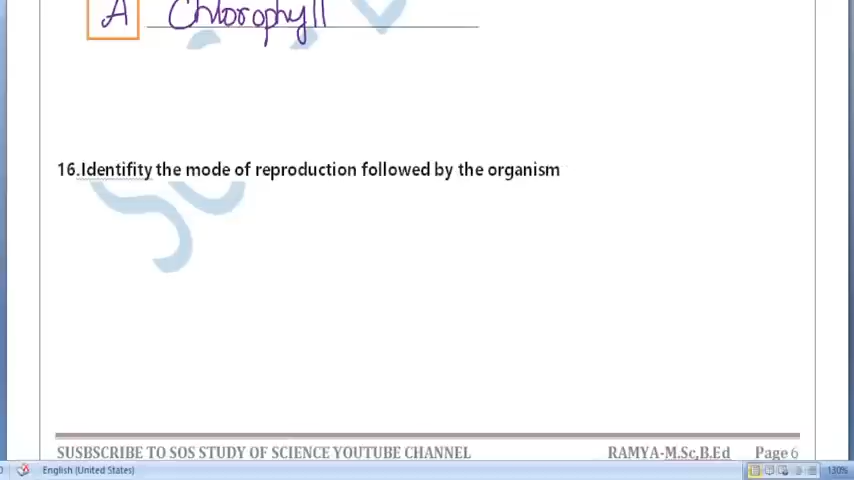 A Chlorophyll
16.Identifity the mode of reproduction followed by the organism
SUSBSCRIBE TO SOS STUDY OF SCIENCE YOUTUBE CHANNEL RAMYA-M.Sc,B.Ed Page 6
English (United States) 130%